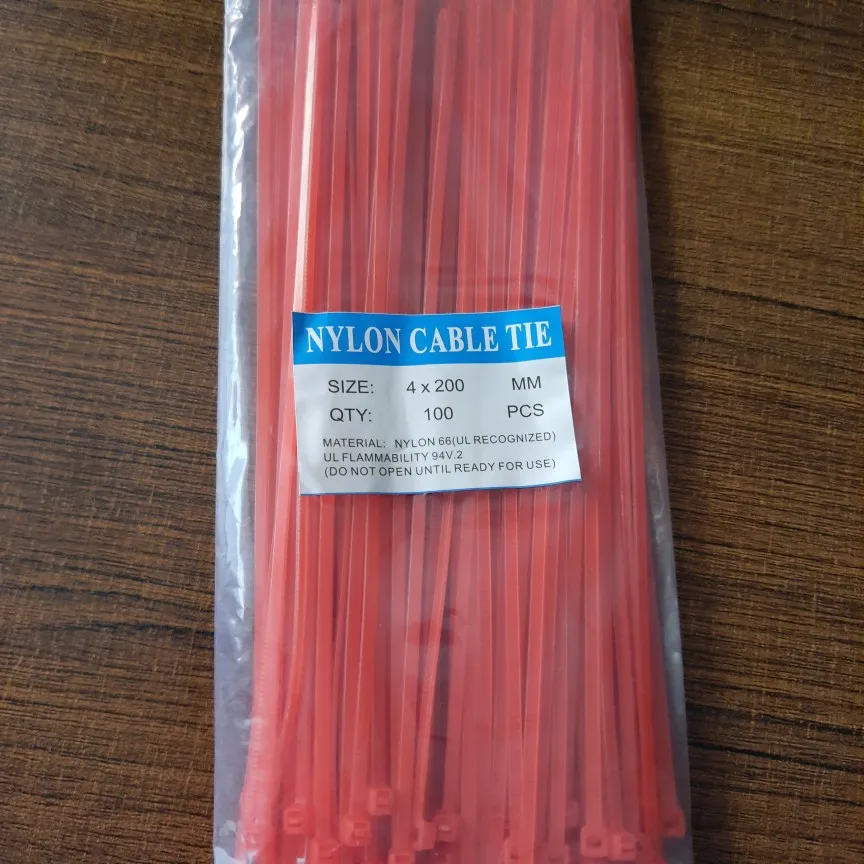 NYLON CABLE TIE
SIZE: 4 x 200 MM
QTY: 100 PCS
MATERIAL: NYLON 66(UL RECOGNIZED)
UL FLAMMABILITY 94V.2
(DO NOT OPEN UNTIL READY FOR USE)